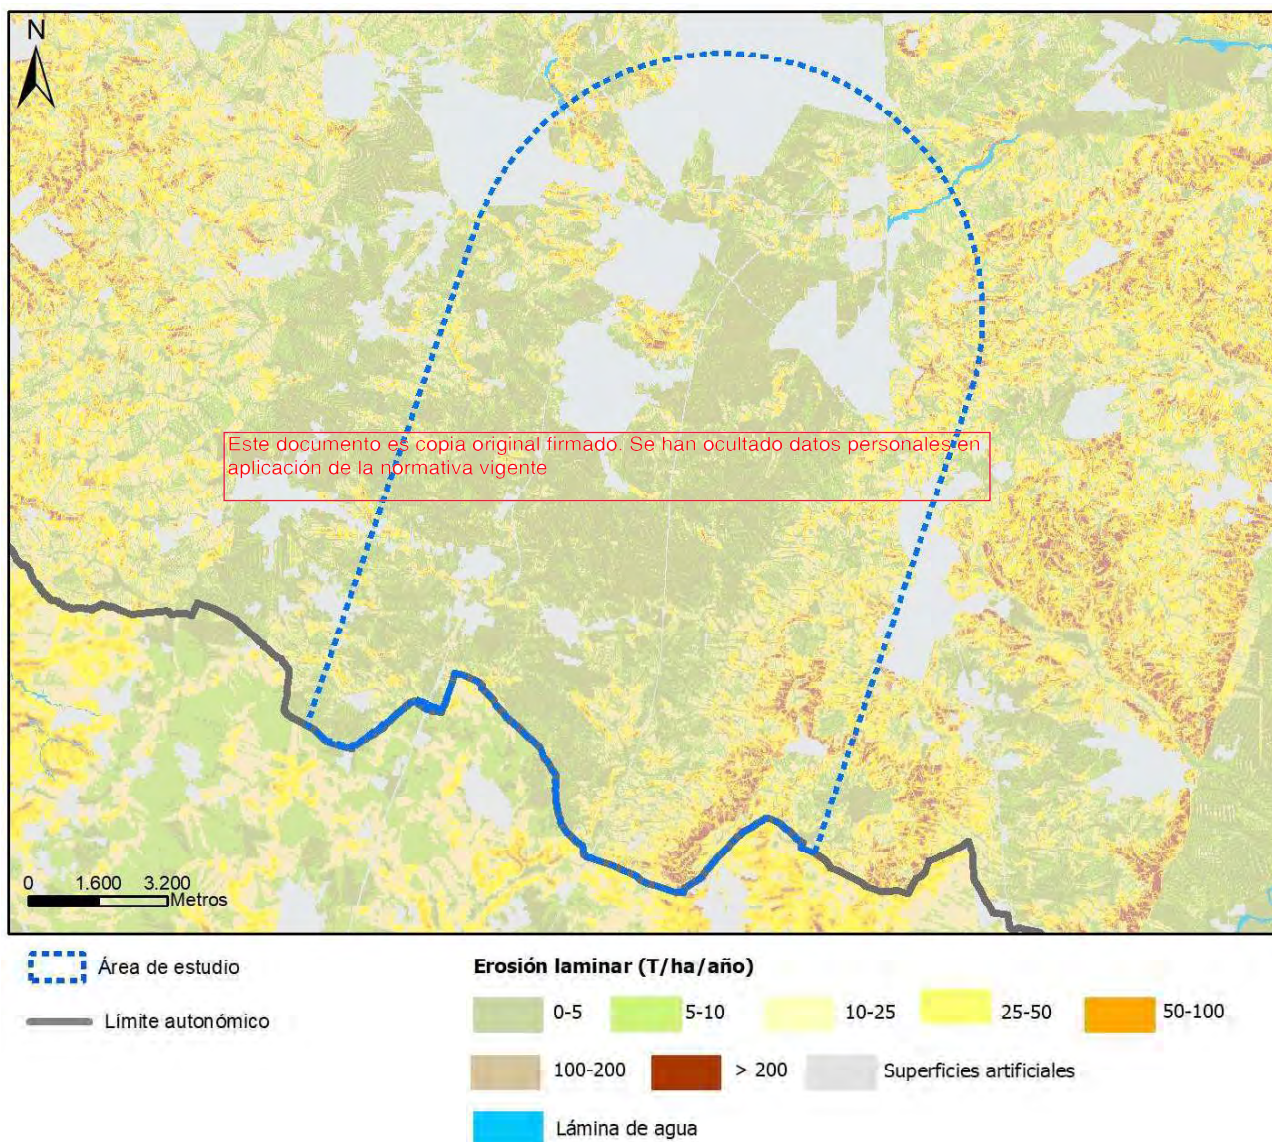 N
Este documento es copia original firmado. Se han ocultado datos personales en
aplicación de la normativa vigente
0 1.600 3.200
Metros
Área de estudio
Límite autonómico
Erosión laminar (T/ha/año)
0-5 5-10 10-25 25-50 50-100
100-200 > 200 Superficies artificiales
Lámina de agua